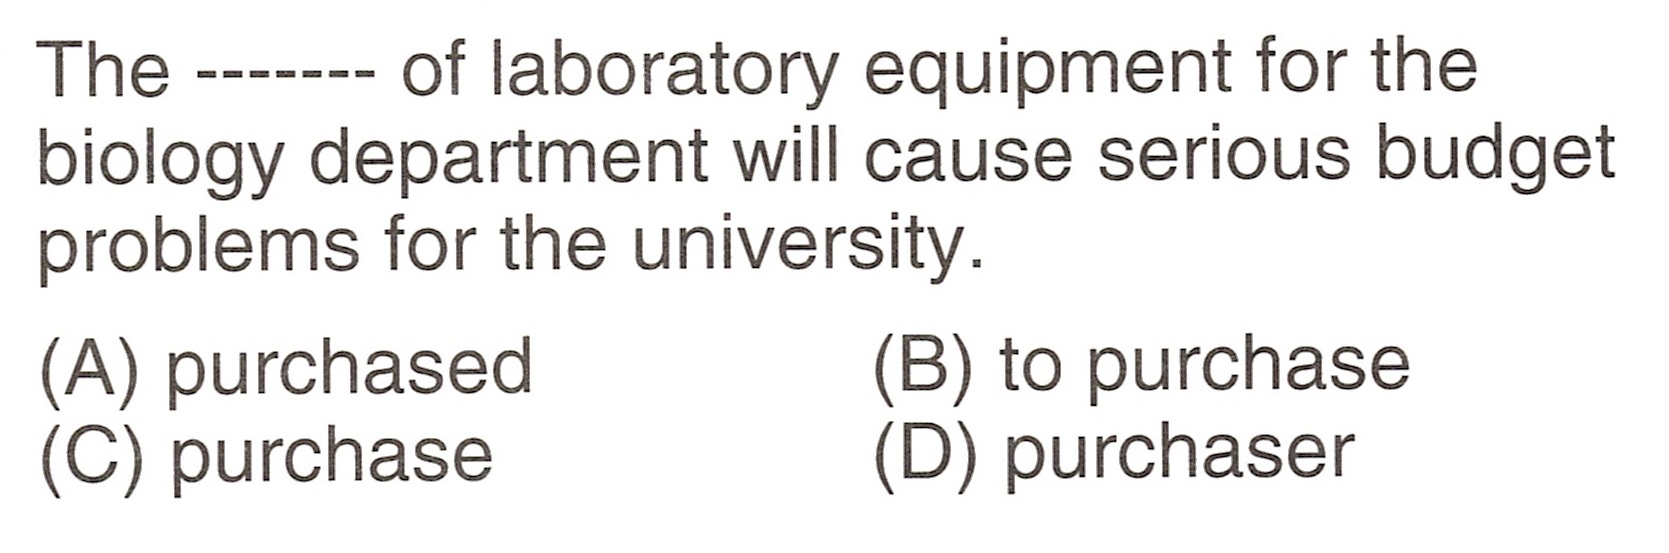 The ------- of laboratory equipment for the
biology department will cause serious budget
problems for the university.
(A) purchased (B) to purchase
(C) purchase (D) purchaser